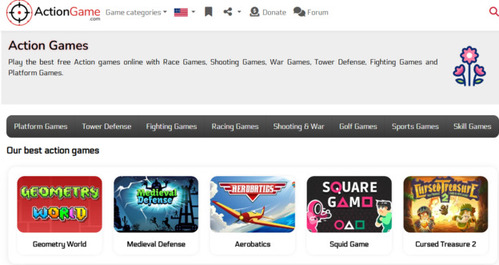 ActionGame
.com
Game categories
Donate
Forum
Action Games
Play the best free Action games online with Race Games, Shooting Games, War Games, Tower Defense, Fighting Games and
Platform Games.
Platform Games Tower Defense Fighting Games Racing Games Shooting & War Golf Games Sports Games Skill Games
Our best action games
GEOMETRY
WORLD
Medieval
Defense
AEROBATICS
SQUARE
GAME
Cursed Treasure
2
Geometry World Medieval Defense Aerobatics Squid Game Cursed Treasure 2